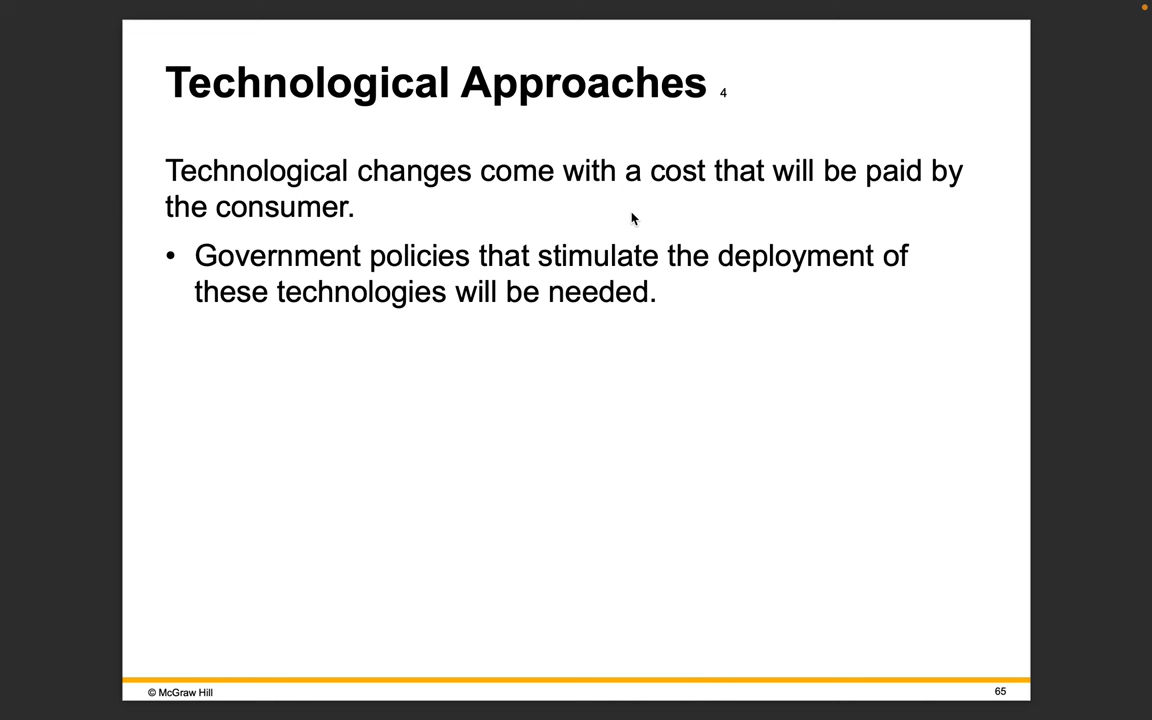 Technological Approaches 4
Technological changes come with a cost that will be paid by
the consumer.
• Government policies that stimulate the deployment of
these technologies will be needed.
© McGraw Hill
65